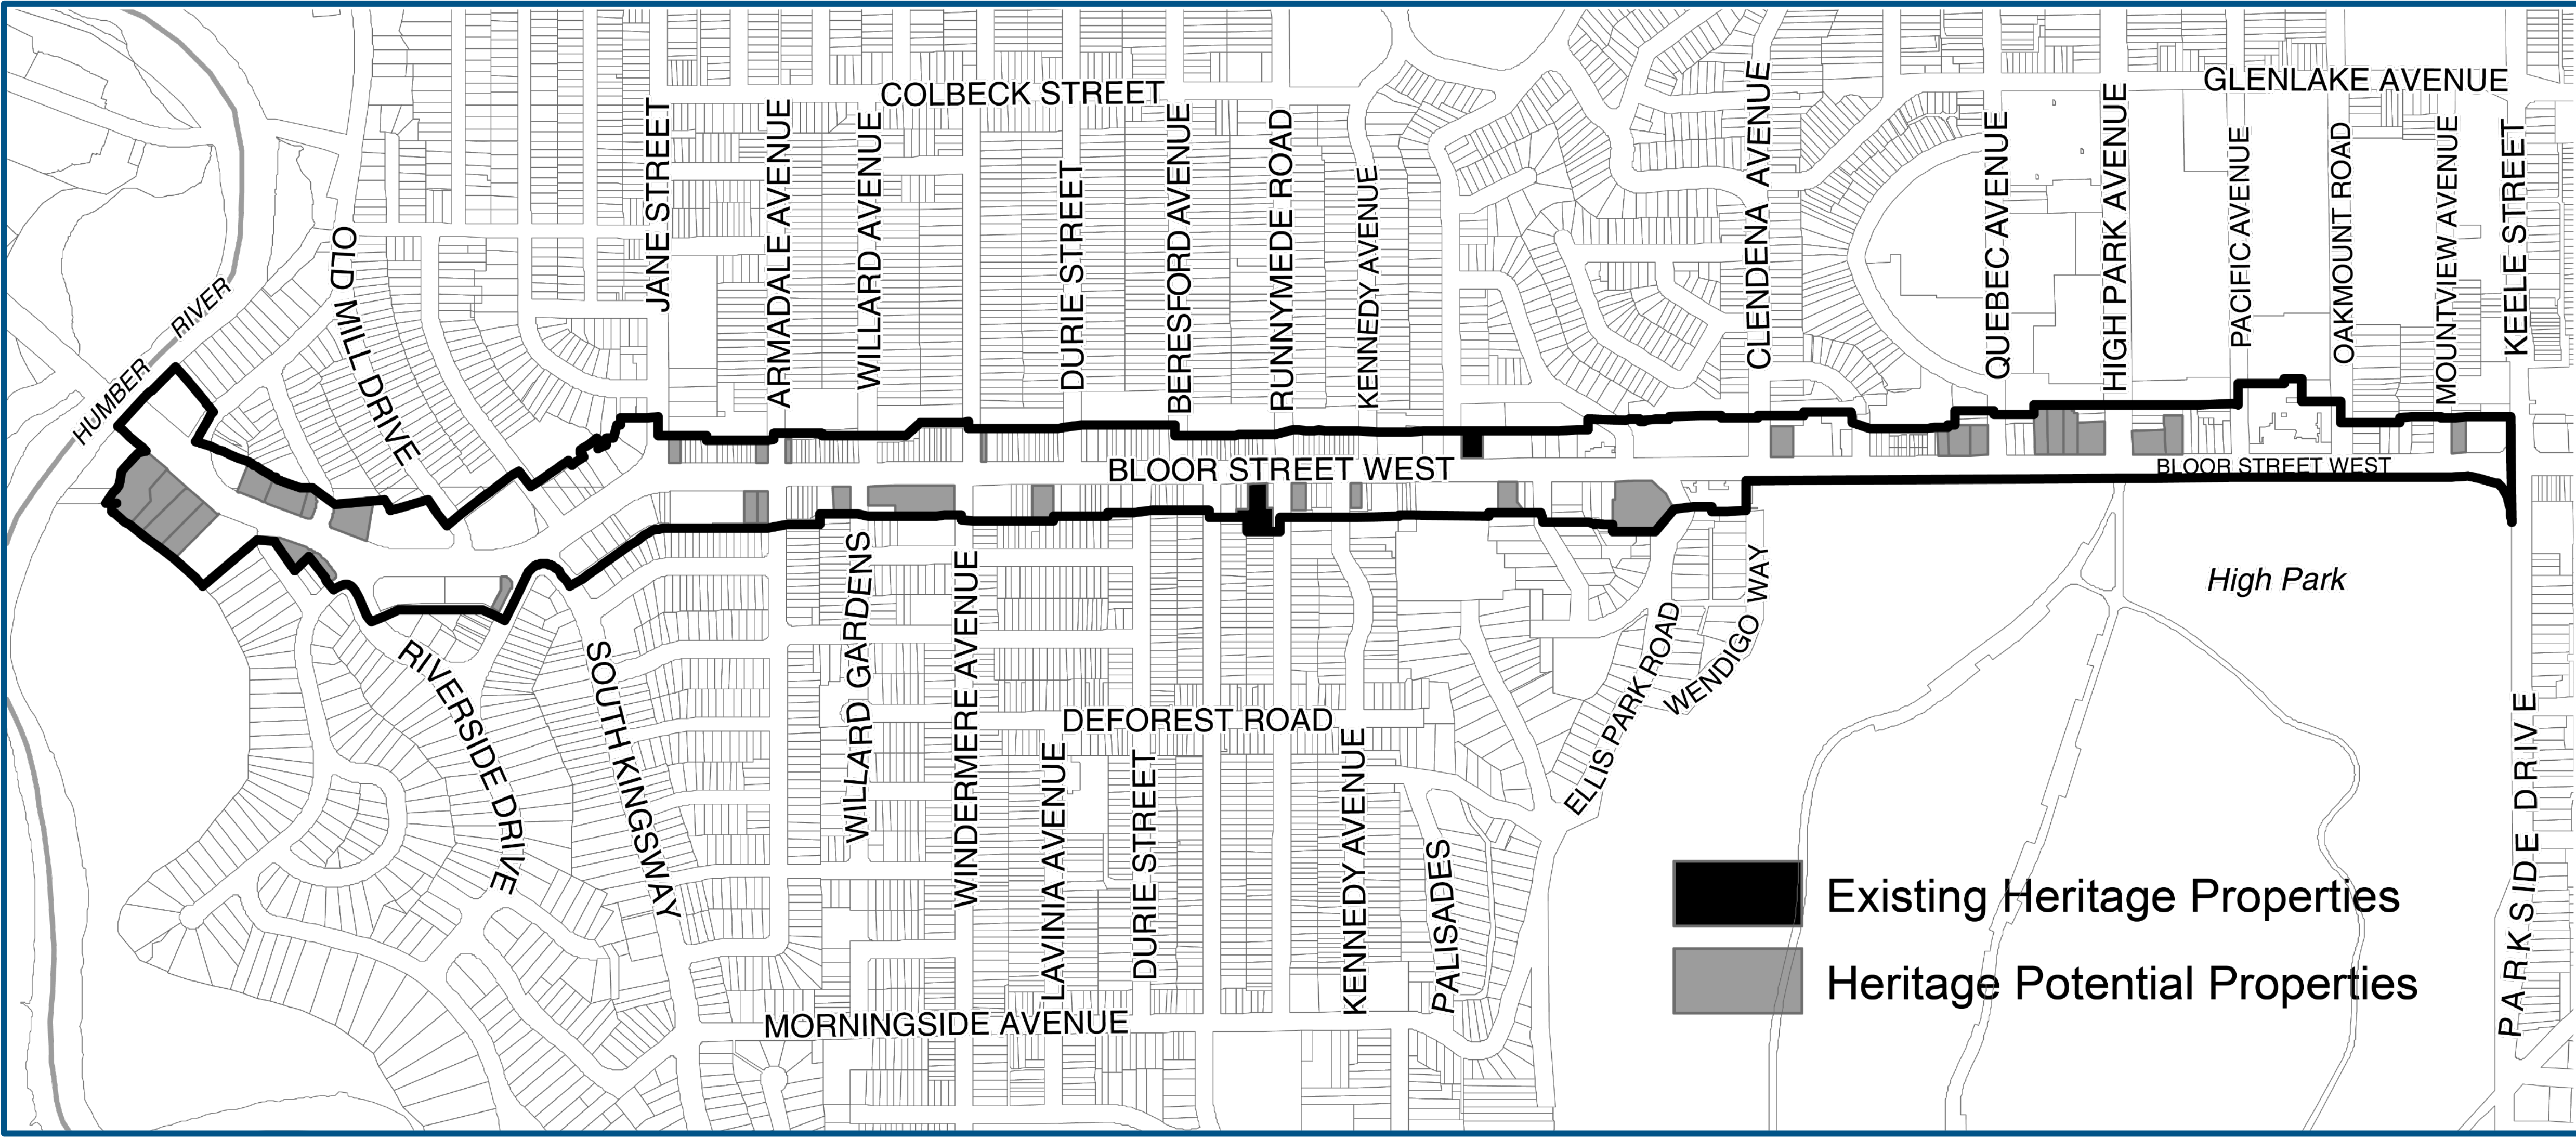 GLENLAKE AVENUE
COLBECK STREET
JANE STREET
ARMADALE AVENUE
WILLARD AVENUE
DURIE STREET
BERESFORD AVENUE
RUNNYMEDE ROAD
KENNEDY AVENUE
CLENDENA AVENUE
QUEBEC AVENUE
HIGH PARK AVENUE
PACIFIC AVENUE
OAKMOUNT ROAD
MOUNTVIEW AVENUE
KEELE STREET
OLD MILL DRIVE
HUMBER RIVER
BLOOR STREET WEST
BLOOR STREET WEST
High Park
RIVERSIDE DRIVE
SOUTH KINGSWAY
WILLARD GARDENS
WINDERMERE AVENUE
DEFOREST ROAD
LAVINIA AVENUE
DURIE STREET
KENNEDY AVENUE
PALISADES
ELLIS PARK ROAD
WENDIGO WAY
PARKSIDE DRIVE
MORNINGSIDE AVENUE
Existing Heritage Properties
Heritage Potential Properties